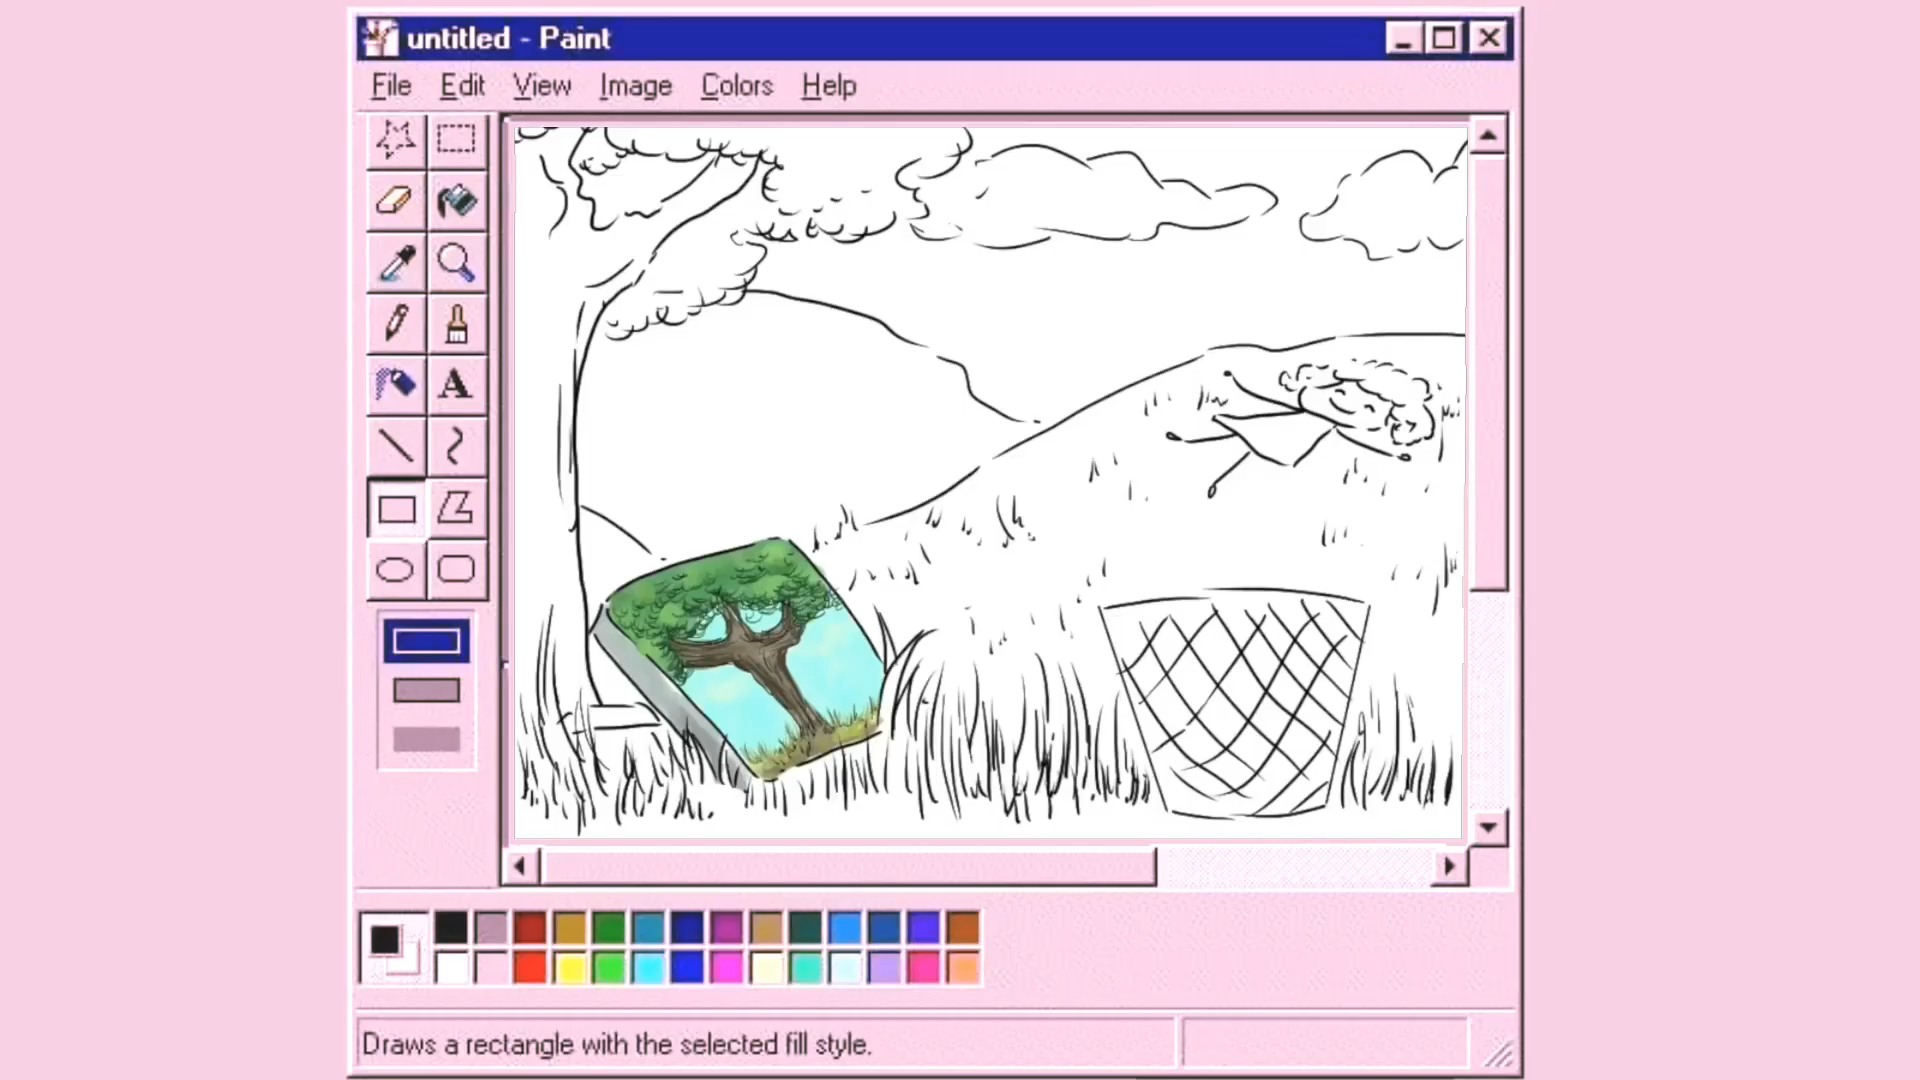 untitled - Paint
File Edit View Image Colors Help
A
Draws a rectangle with the selected fill style.